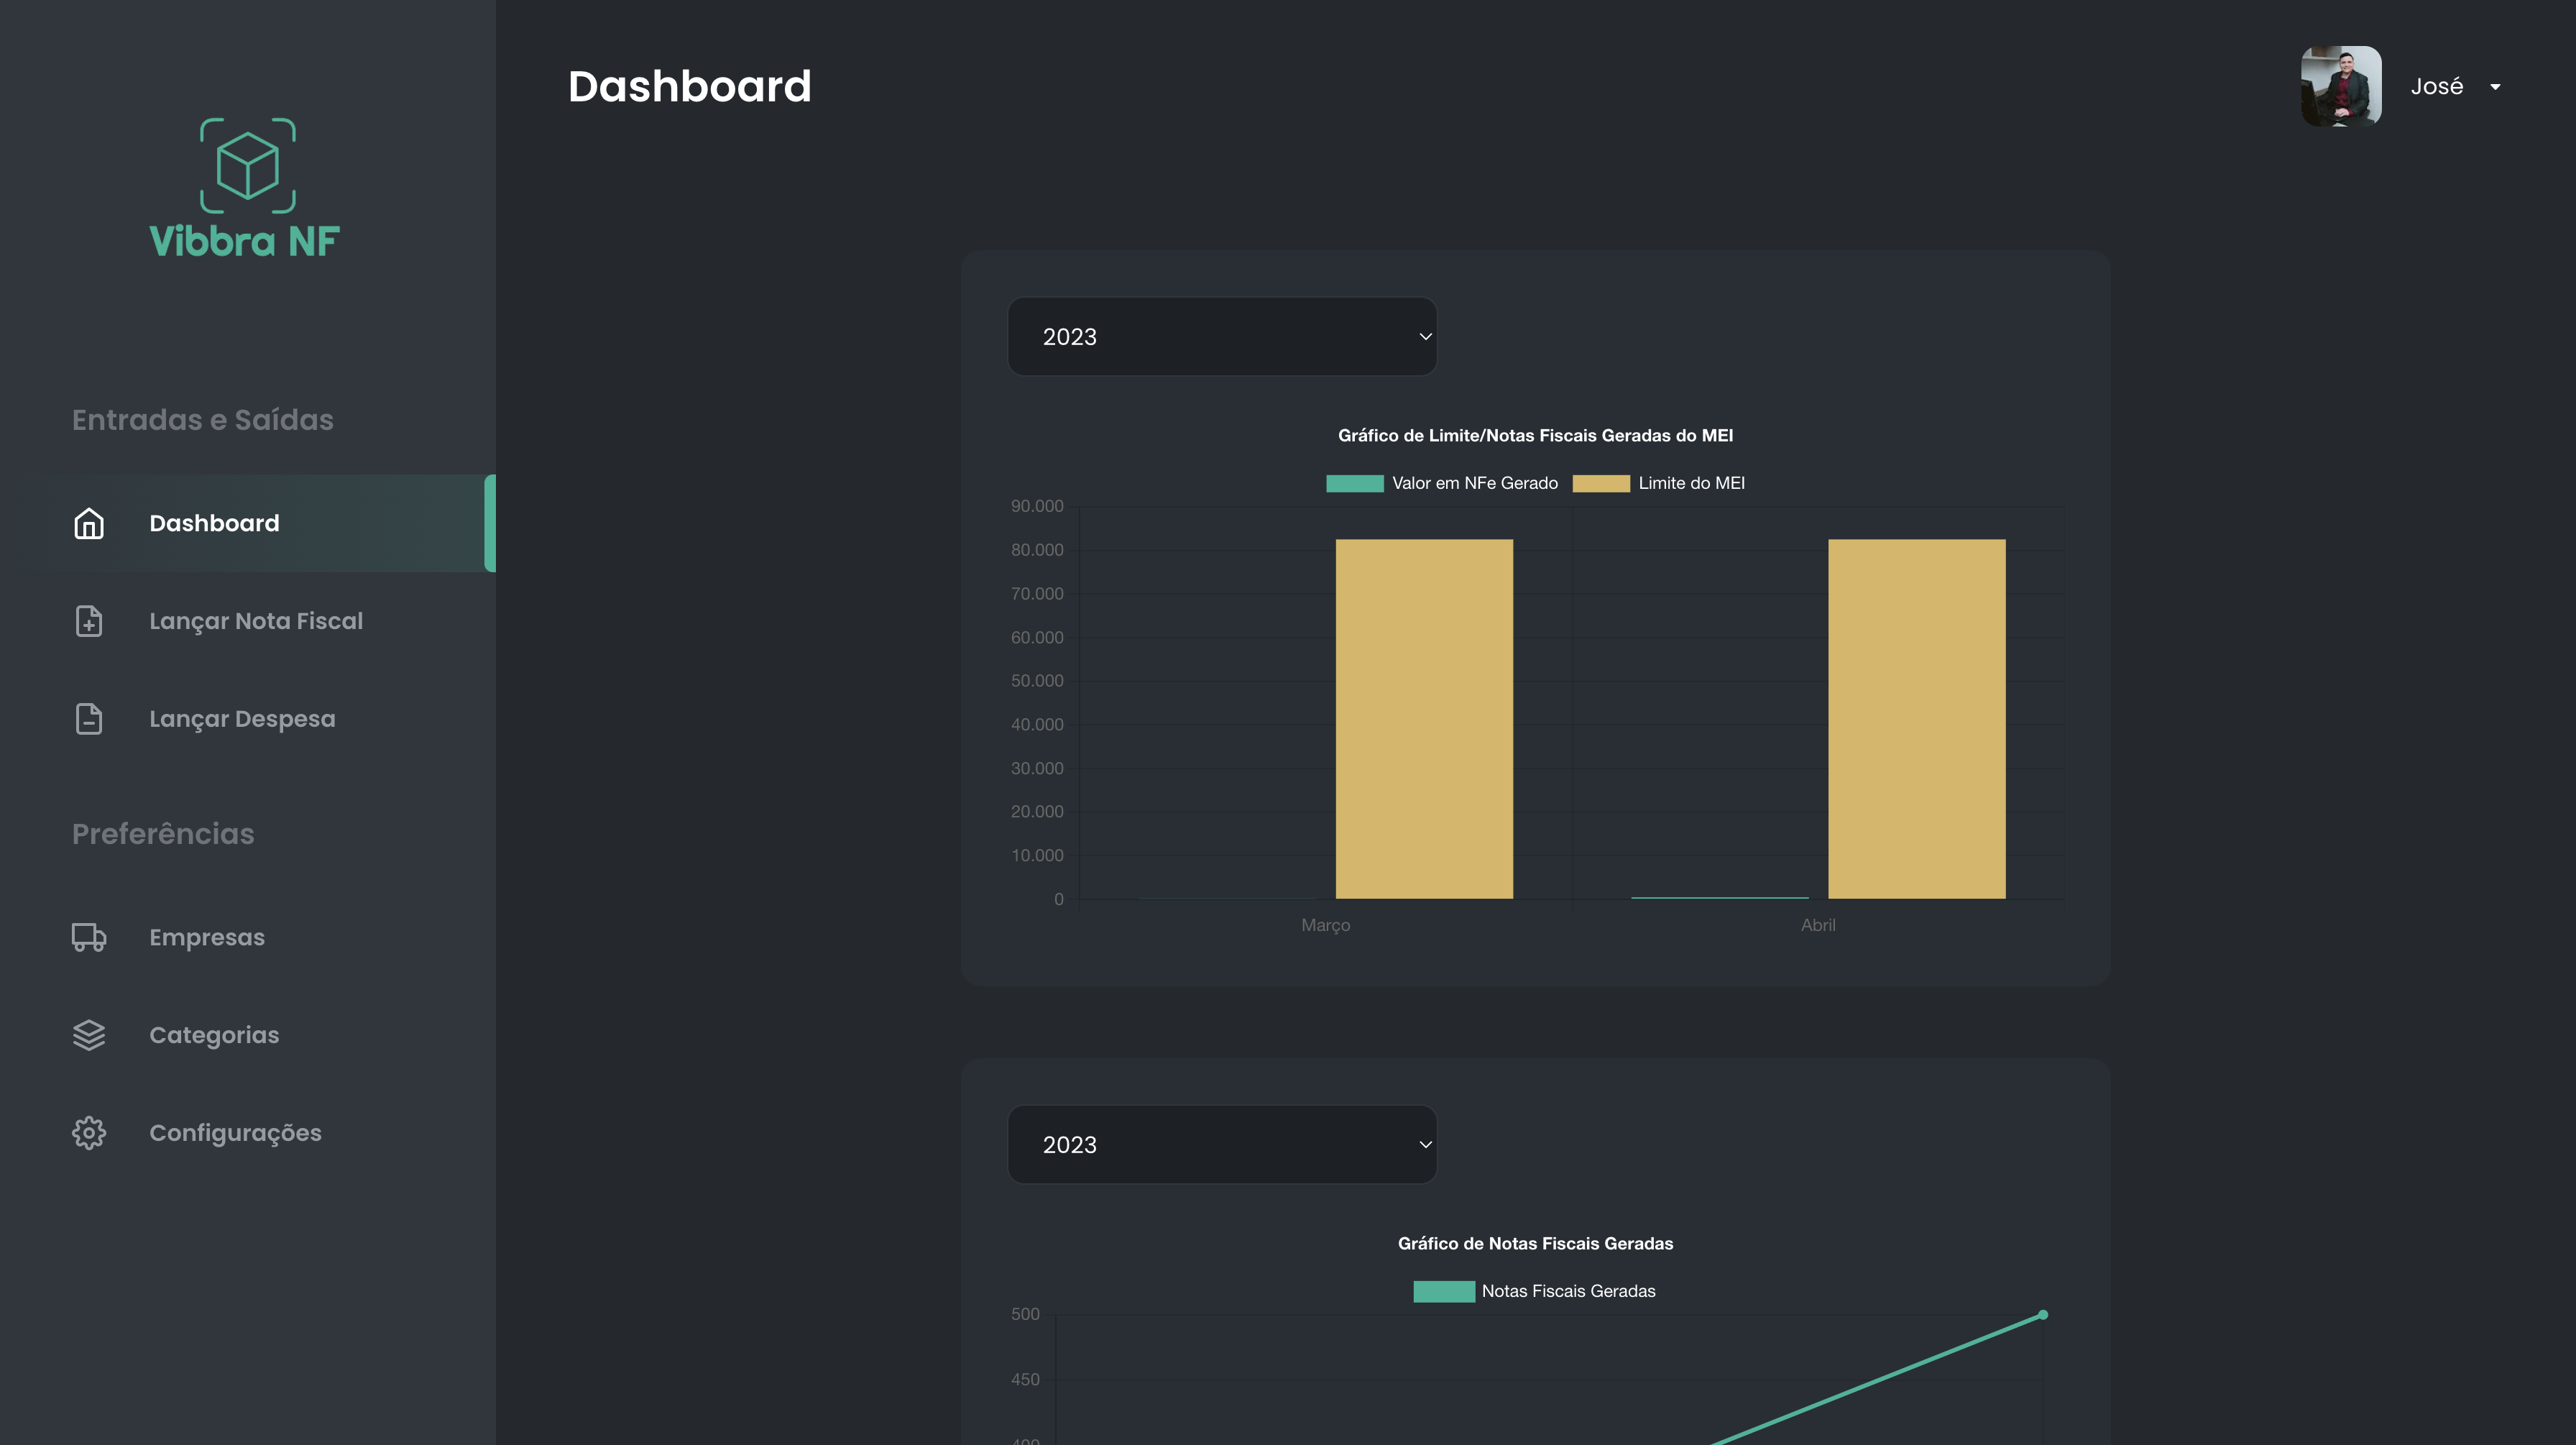 Vibbra NF
Entradas e Saídas
Dashboard
Lançar Nota Fiscal
Lançar Despesa
Preferências
Empresas
Categorias
Configurações
Dashboard
José
2023
Gráfico de Limite/Notas Fiscais Geradas do MEI
Valor em NFe Gerado Limite do MEI
90.000
80.000
70.000
60.000
50.000
40.000
30.000
20.000
10.000
0
Março Abril
2023
Gráfico de Notas Fiscais Geradas
Notas Fiscais Geradas
500
450